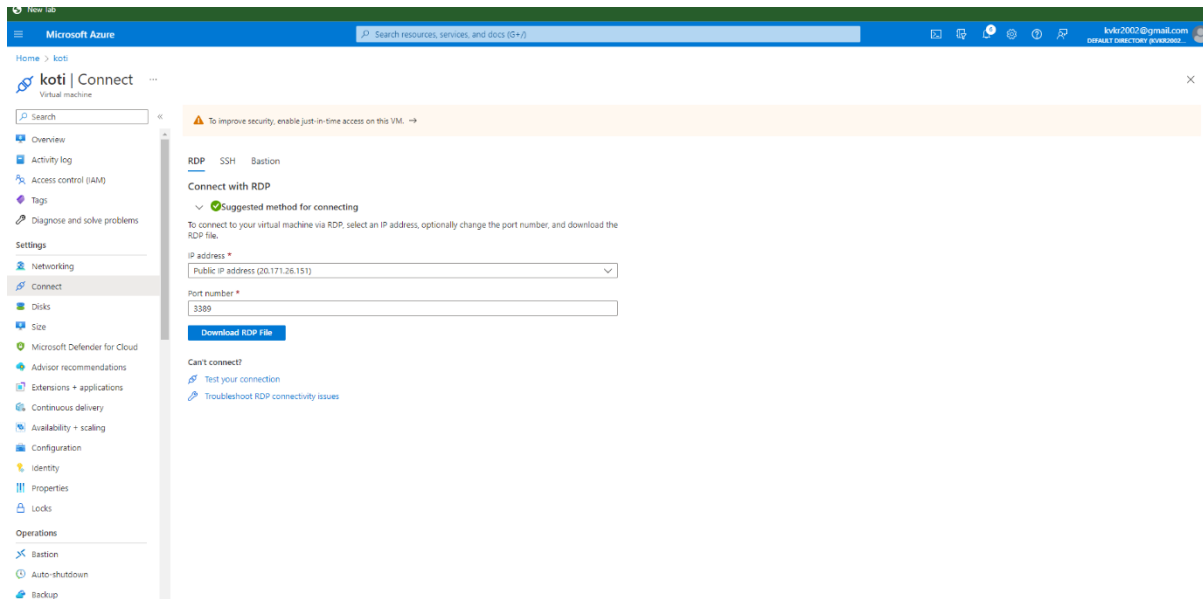 New Tab
Microsoft Azure
Search resources, services, and docs (G+/)
kvkr2002@gmail.com
DEFAULT DIRECTORY (KVKR2002...
Home > koti
koti | Connect ...
Virtual machine
Search
«
To improve security, enable just-in-time access on this VM. →
Overview
Activity log
Access control (IAM)
Tags
Diagnose and solve problems
Settings
Networking
Connect
Disks
Size
Microsoft Defender for Cloud
Advisor recommendations
Extensions + applications
Continuous delivery
Availability + scaling
Configuration
Identity
Properties
Locks
Operations
Bastion
Auto-shutdown
Backup
RDP SSH Bastion
Connect with RDP
Suggested method for connecting
To connect to your virtual machine via RDP, select an IP address, optionally change the port number, and download the
RDP file.
IP address *
Public IP address (20.171.26.151)
Port number *
3389
Download RDP File
Can't connect?
Test your connection
Troubleshoot RDP connectivity issues